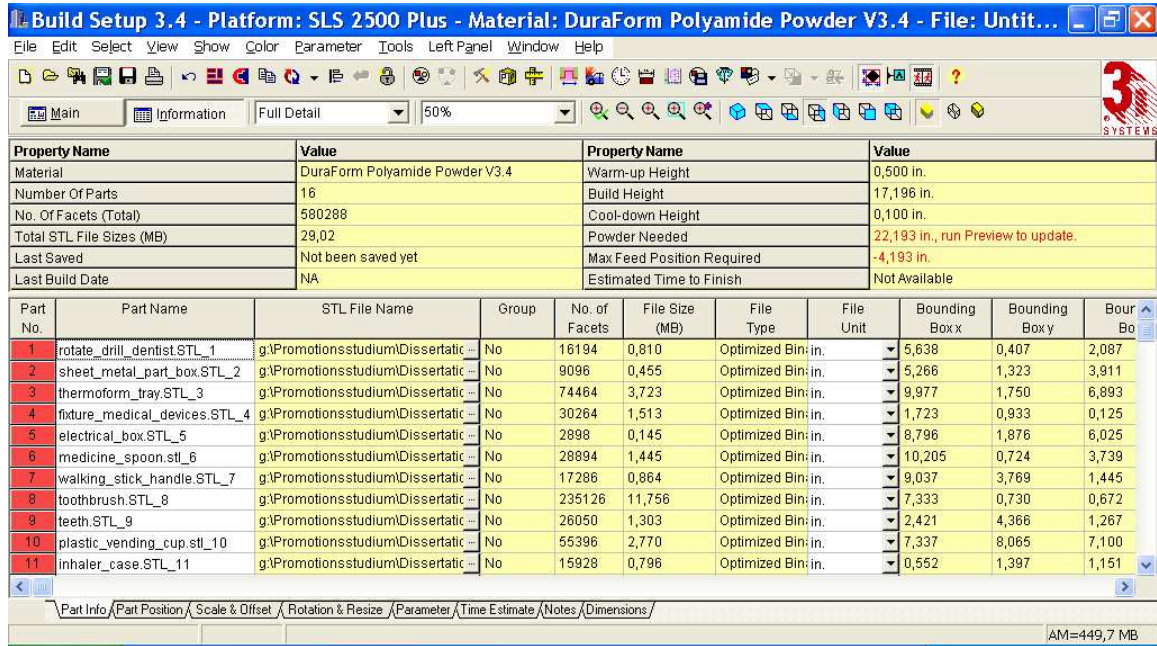 Build Setup 3.4 - Platform: SLS 2500 Plus - Material: DuraForm Polyamide Powder V3.4 - File: Untit...
File Edit Select View Show Color Parameter Tools Left Panel Window Help
Main Information Full Detail 50%
3D SYSTEMS
Property Name Value Property Name Value
Material DuraForm Polyamide Powder V3.4 Warm-up Height 0,500 in.
Number Of Parts 16 Build Height 17,196 in.
No. Of Facets (Total) 580288 Cool-down Height 0,100 in.
Total STL File Sizes (MB) 29,02 Powder Needed 22,193 in., run Preview to update.
Last Saved Not been saved yet Max Feed Position Required -4,193 in.
Last Build Date NA Estimated Time to Finish Not Available
Part Part Name STL File Name Group No. of File Size File File Bounding Bounding Bour
No. Facets (MB) Type Unit Box x Box y Bo
1 rotate_drill_dentist.STL_1 g:\Promotionsstudium\Dissertatic ... No 16194 0,810 Optimized Bin in. 5,638 0,407 2,087
2 sheet_metal_part_box.STL_2 g:\Promotionsstudium\Dissertatic ... No 9096 0,455 Optimized Bin in. 5,266 1,323 3,911
3 thermoform_tray.STL_3 g:\Promotionsstudium\Dissertatic ... No 74464 3,723 Optimized Bin in. 9,977 1,750 6,893
4 fixture_medical_devices.STL_4 g:\Promotionsstudium\Dissertatic ... No 30264 1,513 Optimized Bin in. 1,723 0,933 0,125
5 electrical_box.STL_5 g:\Promotionsstudium\Dissertatic ... No 2898 0,145 Optimized Bin in. 8,796 1,876 6,025
6 medicine_spoon.stl_6 g:\Promotionsstudium\Dissertatic ... No 28894 1,445 Optimized Bin in. 10,205 0,724 3,739
7 walking_stick_handle.STL_7 g:\Promotionsstudium\Dissertatic ... No 17286 0,864 Optimized Bin in. 9,037 3,769 1,445
8 toothbrush.STL_8 g:\Promotionsstudium\Dissertatic ... No 235126 11,756 Optimized Bin in. 7,333 0,730 0,672
9 teeth.STL_9 g:\Promotionsstudium\Dissertatic ... No 26050 1,303 Optimized Bin in. 2,421 4,366 1,267
10 plastic_vending_cup.stl_10 g:\Promotionsstudium\Dissertatic ... No 55396 2,770 Optimized Bin in. 7,337 8,065 7,100
11 inhaler_case.STL_11 g:\Promotionsstudium\Dissertatic ... No 15928 0,796 Optimized Bin in. 0,552 1,397 1,151
Part Info Part Position Scale & Offset Rotation & Resize Parameter Time Estimate Notes Dimensions
AM=449,7 MB